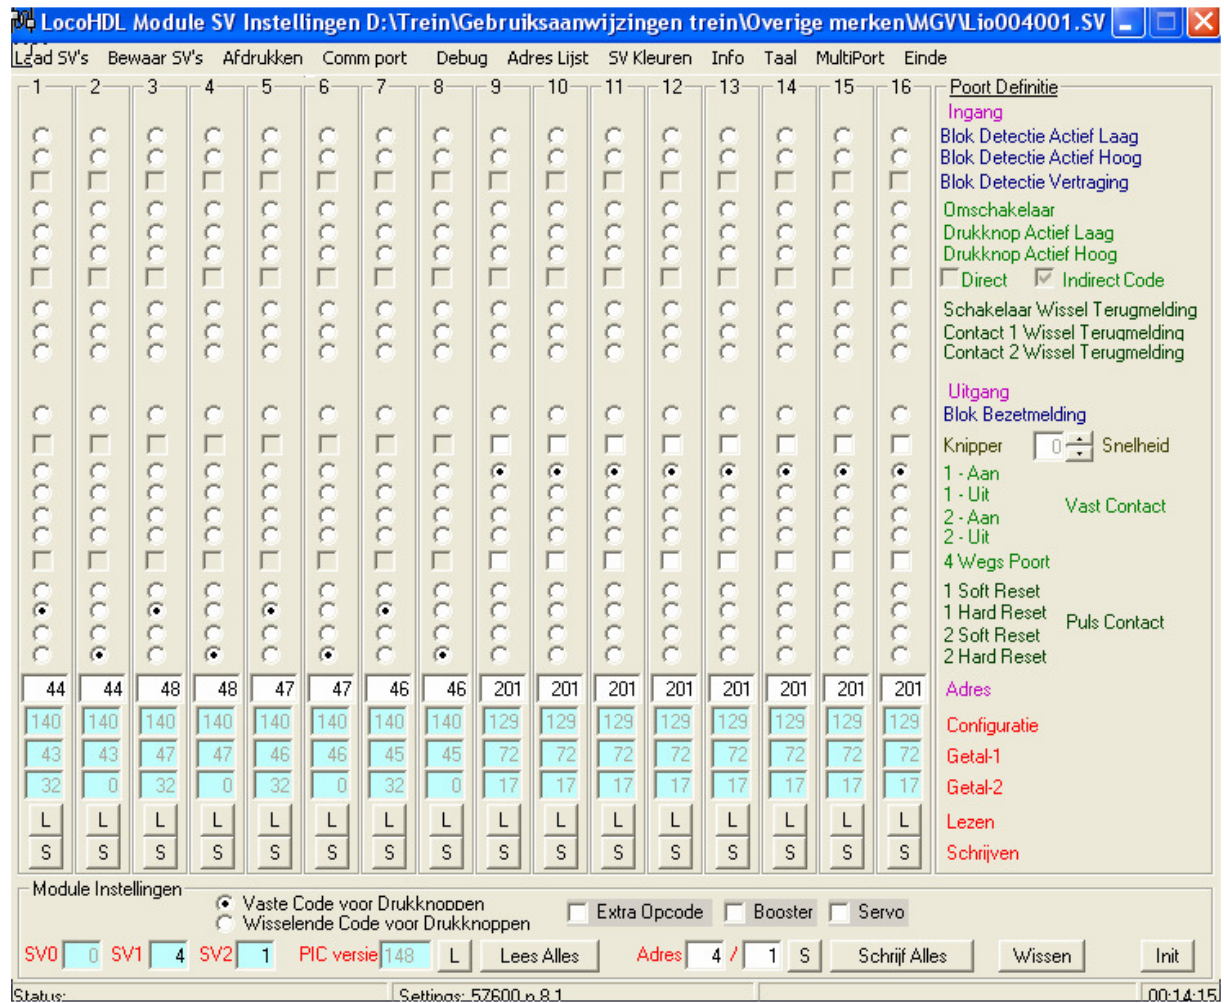 LocoHDL Module SV Instellingen D:\Trein\Gebruiksaanwijzingen trein\Overige merken\MGV\Lio004001.SV
Load SV's Bewaar SV's Afdrukken Comm port Debug Adres Lijst SV Kleuren Info Taal MultiPort Einde
1 2 3 4 5 6 7 8 9 10 11 12 13 14 15 16 Poort Definitie
Ingang
Blok Detectie Actief Laag
Blok Detectie Actief Hoog
Blok Detectie Vertraging
Omschakelaar
Drukknop Actief Laag
Drukknop Actief Hoog
Direct Indirect Code
Schakelaar Wissel Terugmelding
Contact 1 Wissel Terugmelding
Contact 2 Wissel Terugmelding
Uitgang
Blok Bezetmelding
Knipper 0 Snelheid
1 - Aan
1 - Uit
Vast Contact
2 - Aan
2 - Uit
4 Wegs Poort
1 Soft Reset
1 Hard Reset
Puls Contact
2 Soft Reset
2 Hard Reset
44 44 48 48 47 47 46 46 201 201 201 201 201 201 201 201 Adres
140 140 140 140 140 140 140 140 129 129 129 129 129 129 129 129 Configuratie
43 43 47 47 46 46 45 45 72 72 72 72 72 72 72 72 Getal-1
32 0 32 0 32 0 32 0 17 17 17 17 17 17 17 17 Getal-2
L L L L L L L L L L L L L L L L Lezen
S S S S S S S S S S S S S S S S Schrijven
Module Instellingen
Vaste Code voor Drukknoppen
Wisselende Code voor Drukknoppen
Extra Opcode Booster Servo
SV0 0 SV1 4 SV2 1 PIC versie 148 L Lees Alles Adres 4 / 1 S Schrijf Alles Wissen Init
Status: Settings: 57600,n,8,1 00:14:15